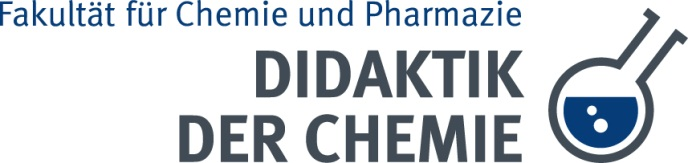 Fakultät für Chemie und Pharmazie
DIDAKTIK
DER CHEMIE